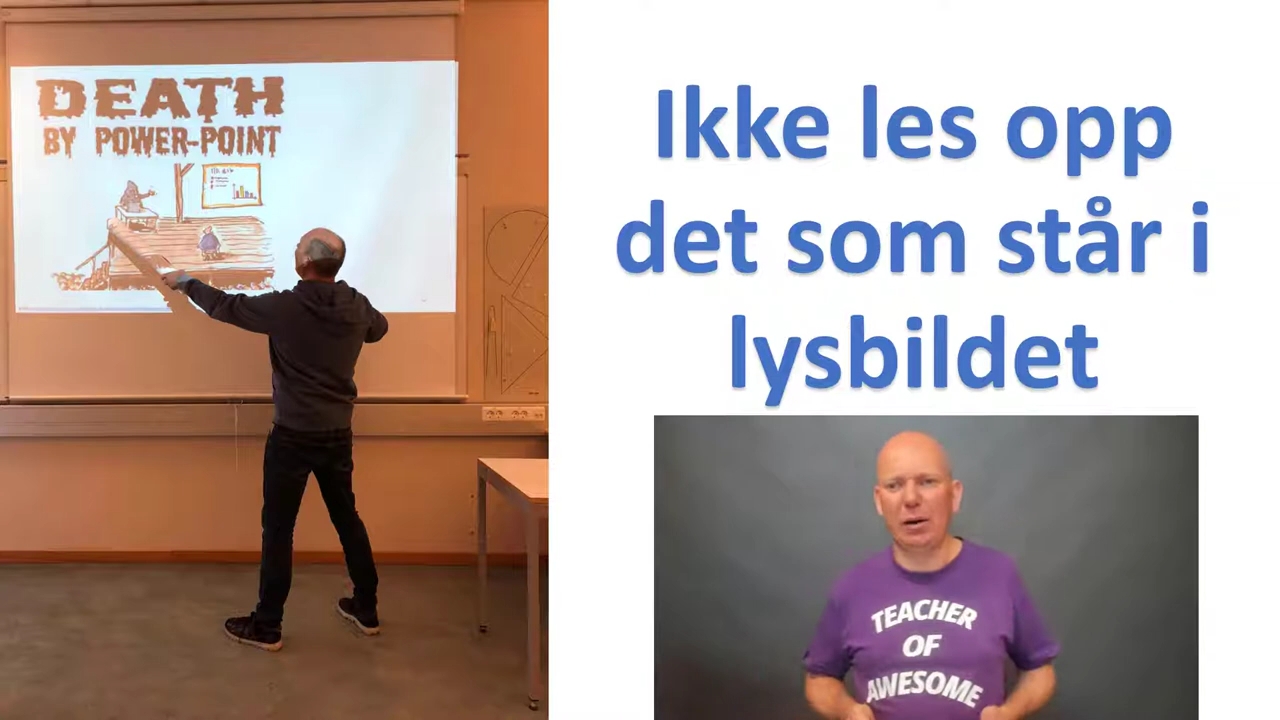 DEATH
BY POWER-POINT
Ikke les opp
det som står i
lysbildet
TEACHER
OF
AWESOME